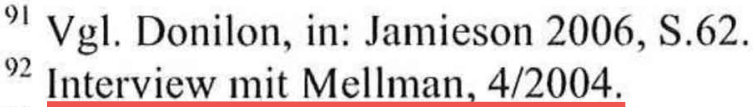 91 Vgl. Donilon, in: Jamieson 2006, S.62.
92 Interview mit Mellman, 4/2004.